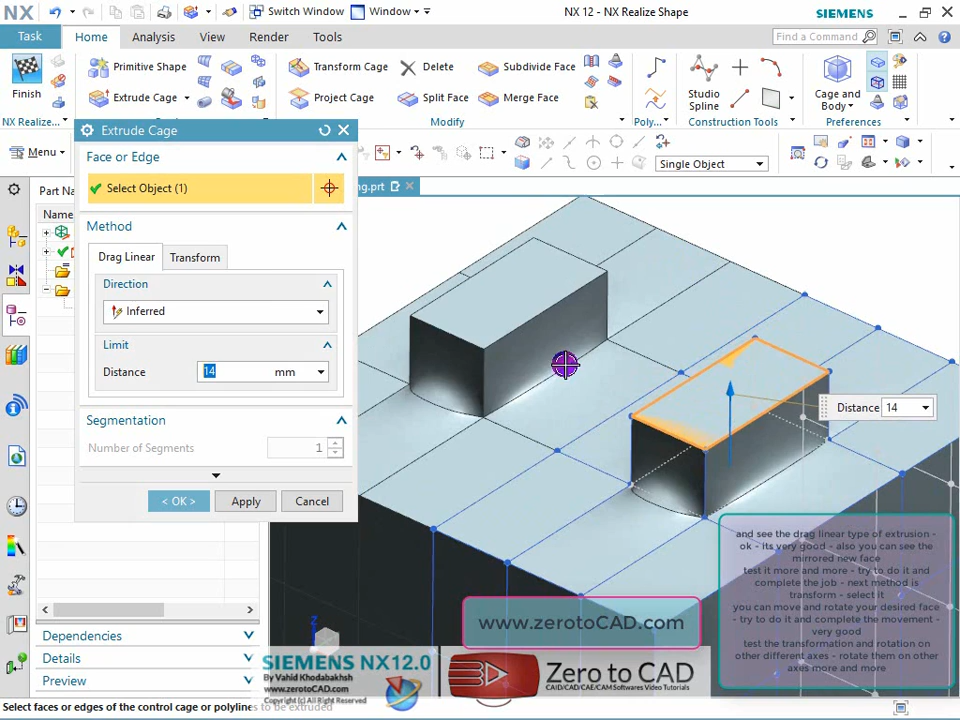 NX
Switch Window
Window
NX 12 - NX Realize Shape
SIEMENS
Task
Home
Analysis
View
Render
Tools
Find a Command
Finish
Primitive Shape
Extrude Cage
Transform Cage
Project Cage
Delete
Split Face
Subdivide Face
Merge Face
Studio
Spline
Cage and
Body
NX Realize...
Modify
Poly...
Construction Tools
Preferences
Menu
Single Object
Extrude Cage
ng.prt
Part Na
Name
Face or Edge
Select Object (1)
Method
Drag Linear
Transform
Direction
Inferred
Limit
Distance
14
mm
Segmentation
Number of Segments
1
< OK >
Apply
Cancel
Distance 14
and see the drag linear type of extrusion -
ok - its very good - also you can see the
mirrored new face
test it more and more - try to do it and
complete the job - next method is
transform - select it
you can move and rotate your desired face
- try to do it and complete the movement -
very good
test the transformation and rotation on
other different axes - rotate them on other
axes more and more
www.zerotoCAD.com
Z
Dependencies
Details
Preview
SIEMENS NX12.0
By Vahid Khodabakhsh
www.zerotoCAD.com
Copyright (c) All Right Reserved
Zero to CAD
CAD/CAD/CAE/CAM Softwares Video Tutorials
Select faces or edges of the control cage or polylines to be extruded